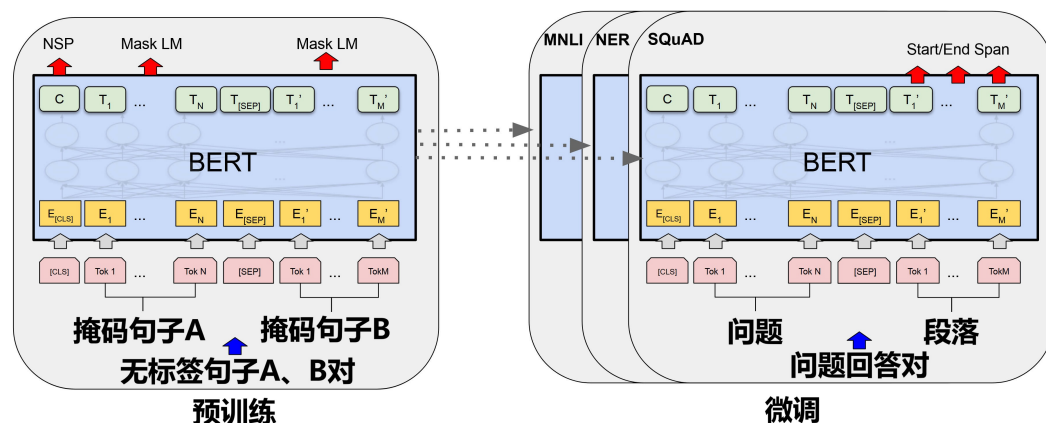 NSP Mask LM Mask LM
C T1 ... TN T[SEP] T1' ... TM'
BERT
E[CLS] E1 ... EN E[SEP] E1' ... EM'
[CLS] Tok 1 ... Tok N [SEP] Tok 1 ... TokM
掩码句子A 掩码句子B
无标签句子A、B对
预训练
MNLI NER SQuAD
Start/End Span
C T1 ... TN T[SEP] T1' ... TM'
BERT
E[CLS] E1 ... EN E[SEP] E1' ... EM'
[CLS] Tok 1 ... Tok N [SEP] Tok 1 ... TokM
问题 段落
问题回答对
微调